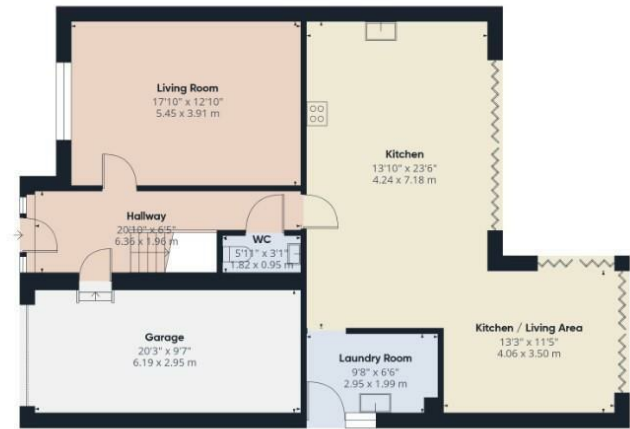 Living Room
17'10" x 12'10"
5.45 x 3.91 m
Kitchen
13'10" x 23'6"
4.24 x 7.18 m
Hallway
20'10" x 6'5"
6.36 x 1.96 m
WC
5'11" x 3'1"
1.82 x 0.95 m
Garage
20'3" x 9'7"
6.19 x 2.95 m
Laundry Room
9'8" x 6'6"
2.95 x 1.99 m
Kitchen / Living Area
13'3" x 11'5"
4.06 x 3.50 m